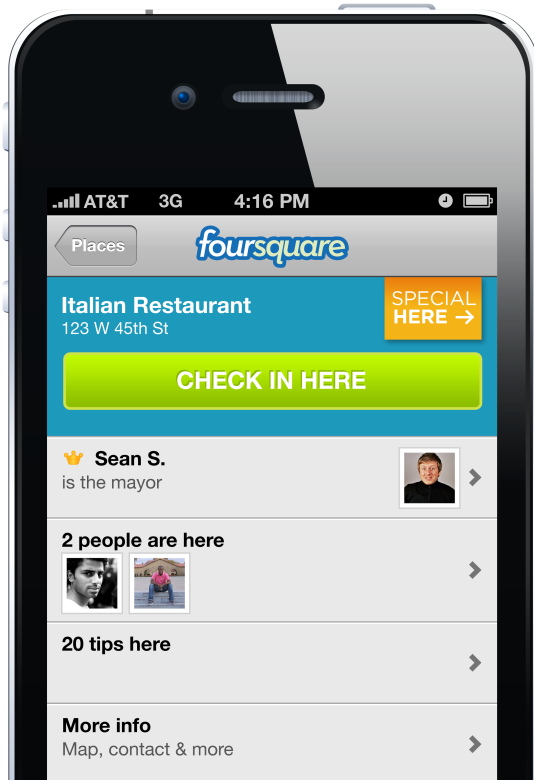 AT&T 3G 4:16 PM
Places
foursquare
Italian Restaurant
123 W 45th St
SPECIAL
HERE →
CHECK IN HERE
Sean S.
is the mayor
2 people are here
20 tips here
More info
Map, contact & more